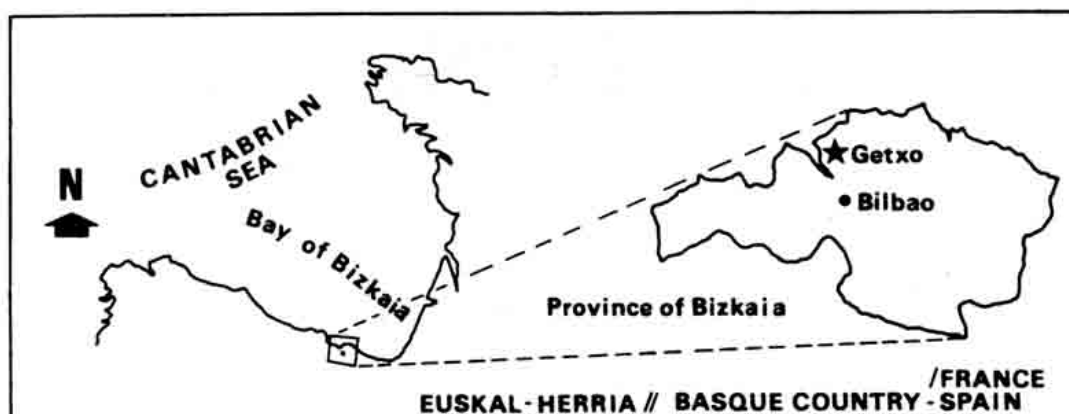 CANTABRIAN
SEA
N
Bay of Bizkaia
Getxo
Bilbao
Province of Bizkaia
/FRANCE
EUSKAL-HERRIA // BASQUE COUNTRY -SPAIN